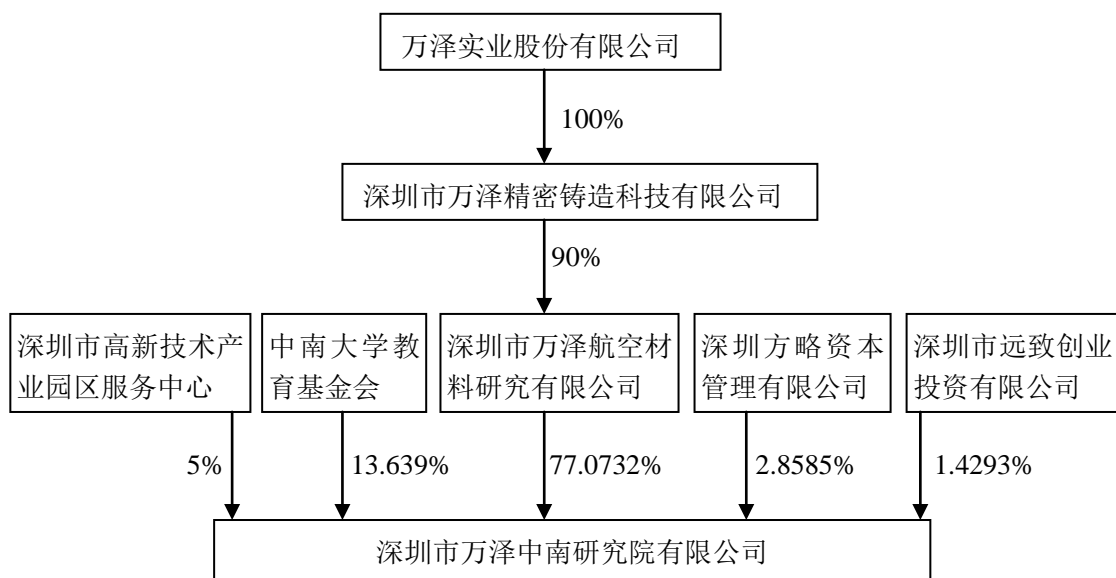 万泽实业股份有限公司
100%
深圳市万泽精密铸造科技有限公司
90%
深圳市高新技术产
业园区服务中心
中南大学教
育基金会
深圳市万泽航空材
料研究有限公司
深圳方略资本
管理有限公司
深圳市远致创业
投资有限公司
5%
13.639%
77.0732%
2.8585%
1.4293%
深圳市万泽中南研究院有限公司